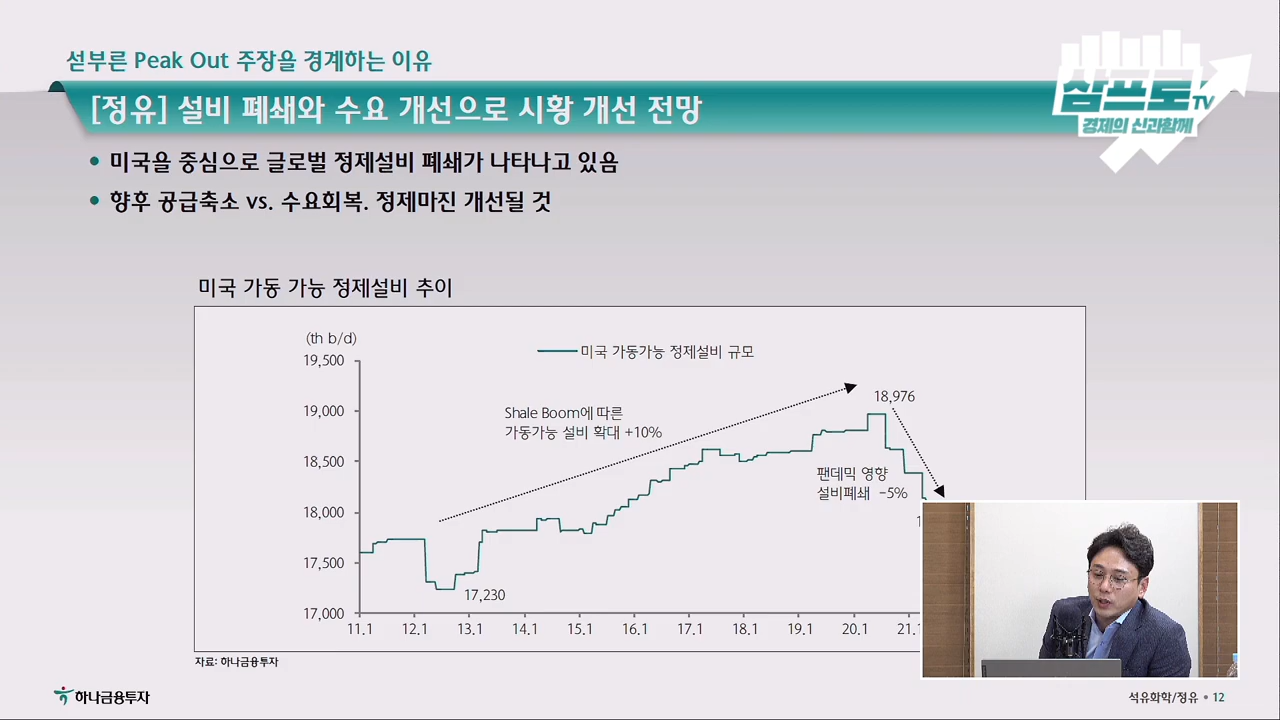 섣부른 Peak Out 주장을 경계하는 이유
[정유] 설비 폐쇄와 수요 개선으로 시황 개선 전망
삼프로TV
경제의 신과함께
• 미국을 중심으로 글로벌 정제설비 폐쇄가 나타나고 있음
• 향후 공급축소 vs. 수요회복. 정제마진 개선될 것
미국 가동 가능 정제설비 추이
(th b/d)
미국 가동가능 정제설비 규모
19,500
19,000
18,500
18,000
17,500
17,000
Shale Boom에 따른
가동가능 설비 확대 +10%
18,976
팬데믹 영향
설비폐쇄 -5%
17,230
11.1 12.1 13.1 14.1 15.1 16.1 17.1 18.1 19.1 20.1 21.1
자료: 하나금융투자
하나금융투자
석유화학/정유 • 12